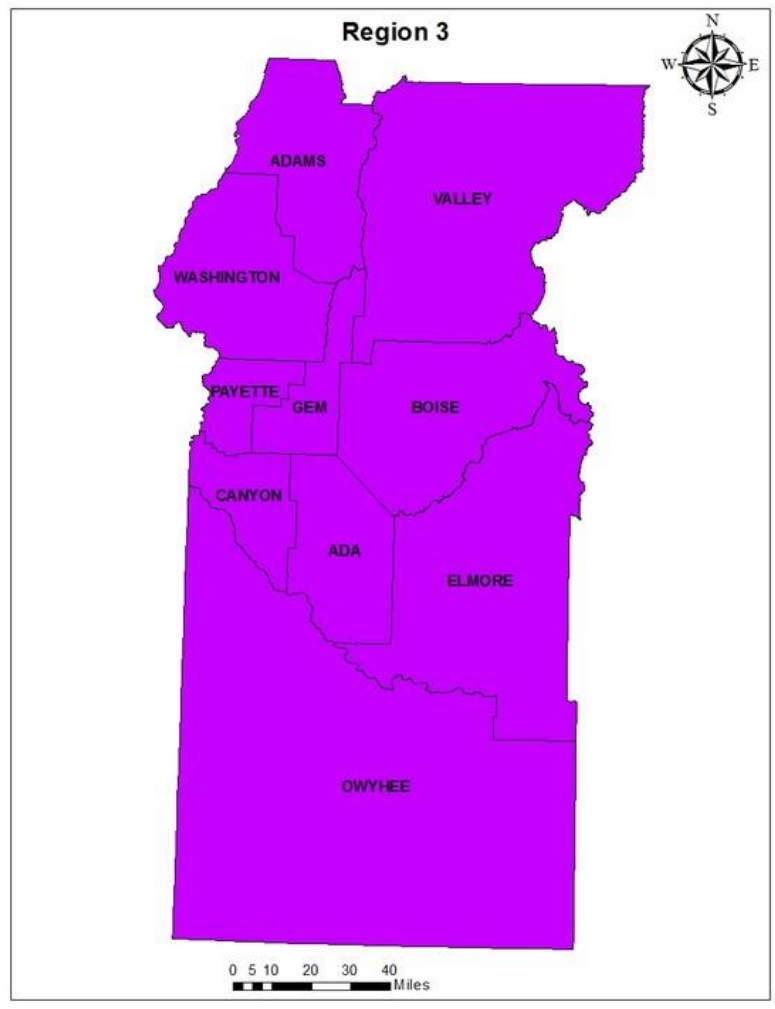 Region 3
N
W E
S
ADAMS
VALLEY
WASHINGTON
PAYETTE
GEM
BOISE
CANYON
ADA
ELMORE
OWYHEE
0 5 10 20 30 40
Miles